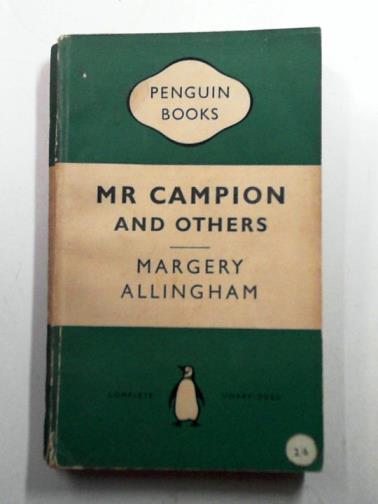 PENGUIN
BOOKS
MR CAMPION
AND OTHERS
MARGERY
ALLINGHAM
COMPLETE UNABRIDGED
2/6